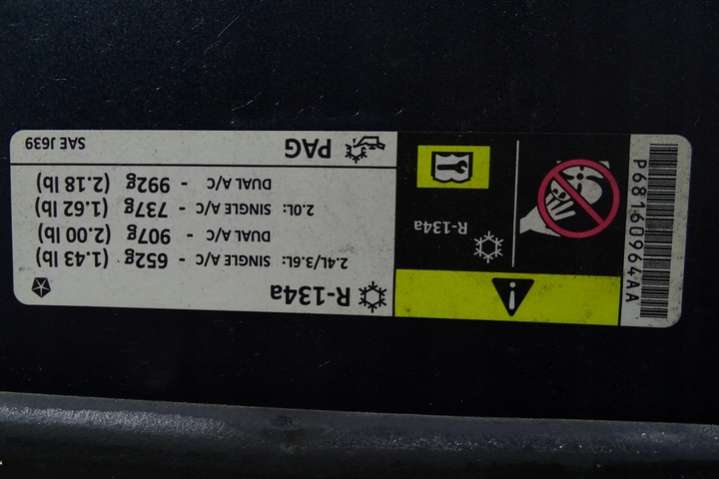 R-134a
2.4L/3.6L: SINGLE A/C - 652g (1.43 lb)
DUAL A/C - 907g (2.00 lb)
2.0L: SINGLE A/C - 737g (1.62 lb)
DUAL A/C - 992g (2.18 lb)
PAG
SAE J639
R-134a
P68160964AA